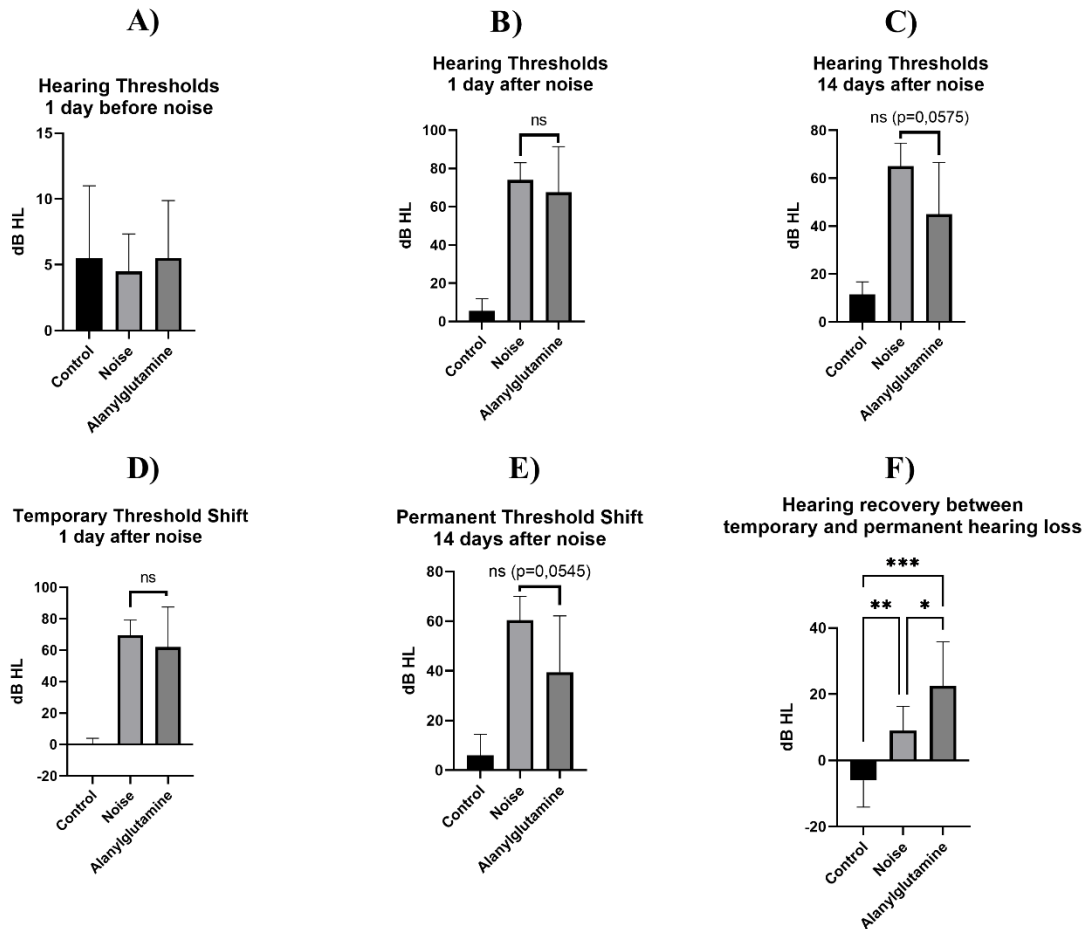 A)
Hearing Thresholds
1 day before noise
15
10
5
0
dB HL
Control
Noise
Alanylglutamine
B)
Hearing Thresholds
1 day after noise
ns
100
80
60
40
20
0
dB HL
Control
Noise
Alanylglutamine
C)
Hearing Thresholds
14 days after noise
ns (p=0,0575)
80
60
40
20
0
dB HL
Control
Noise
Alanylglutamine
D)
Temporary Threshold Shift
1 day after noise
ns
100
80
60
40
20
0
-20
dB HL
Control
Noise
Alanylglutamine
E)
Permanent Threshold Shift
14 days after noise
ns (p=0,0545)
80
60
40
20
0
dB HL
Control
Noise
Alanylglutamine
F)
Hearing recovery between
temporary and permanent hearing loss
***
** *
40
20
0
-20
dB HL
Control
Noise
Alanylglutamine